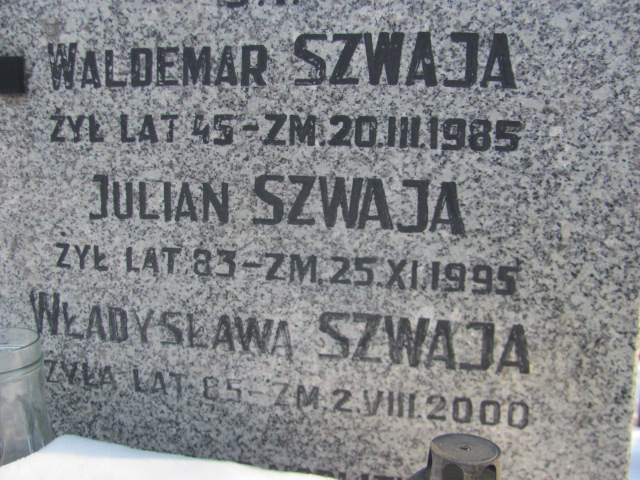 WALDEMAR SZWAJA
ŻYŁ LAT 45-ZM.20.III.1985
JULIAN SZWAJA
ŻYŁ LAT 83-ZM.25.XI.1995
WŁADYSŁAWA SZWAJA
ŻYŁA LAT 85-ZM.2.VIII.2000